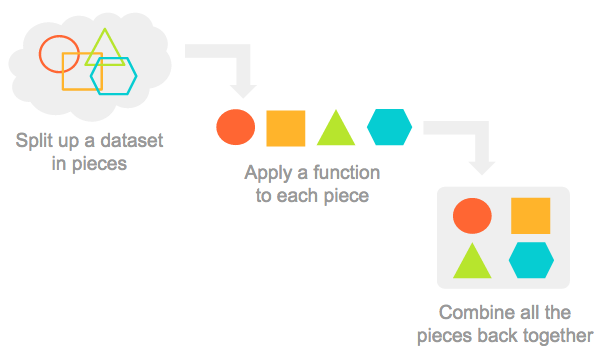 Split up a dataset
in pieces
Apply a function
to each piece
Combine all the
pieces back together